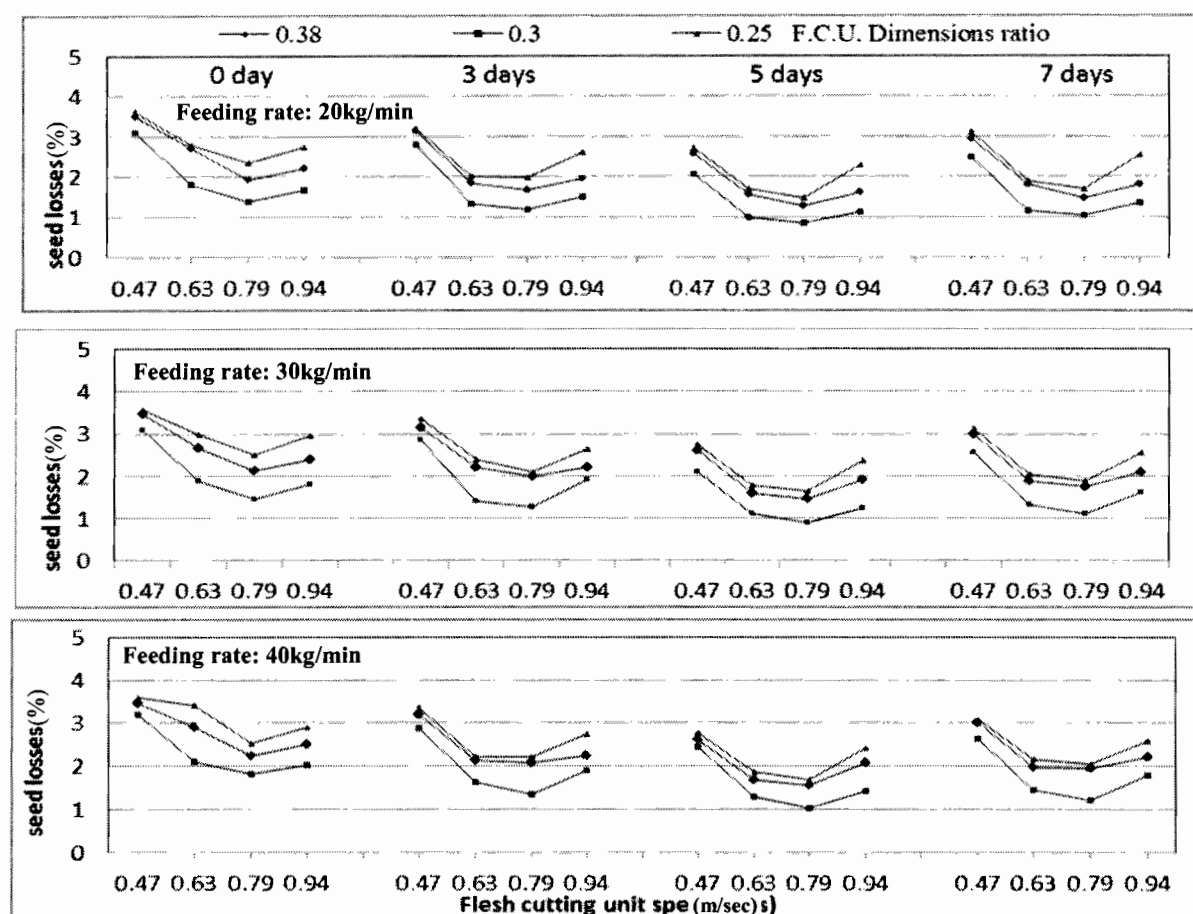 0.38 0.3 0.25 F.C.U. Dimensions ratio
5 0 day 3 days 5 days 7 days
4 Feeding rate: 20kg/min
3
2
1
0
seed losses(%)
0.47 0.63 0.79 0.94 0.47 0.63 0.79 0.94 0.47 0.63 0.79 0.94 0.47 0.63 0.79 0.94
5 Feeding rate: 30kg/min
4
3
2
1
0
seed losses(%)
0.47 0.63 0.79 0.94 0.47 0.63 0.79 0.94 0.47 0.63 0.79 0.94 0.47 0.63 0.79 0.94
5 Feeding rate: 40kg/min
4
3
2
1
0
seed losses(%)
0.47 0.63 0.79 0.94 0.47 0.63 0.79 0.94 0.47 0.63 0.79 0.94 0.47 0.63 0.79 0.94
Flesh cutting unit spe (m/sec) s)